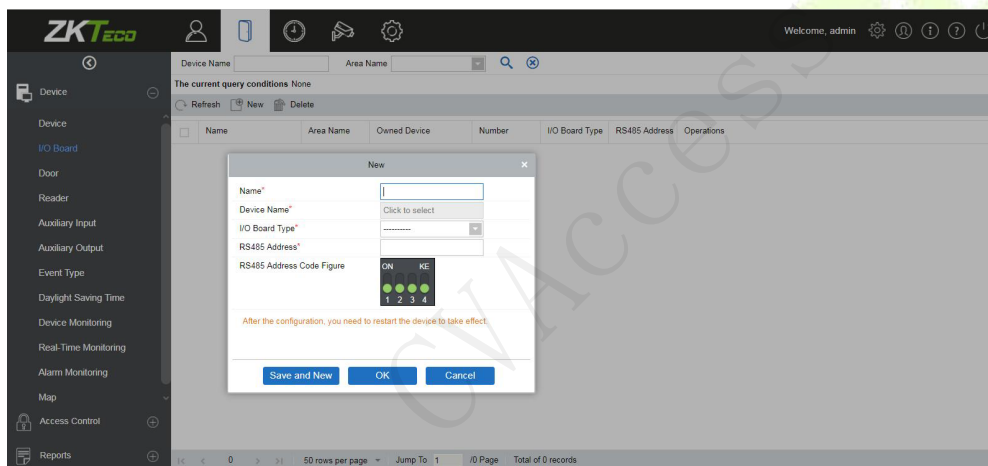 ZKTECO
Welcome, admin
Device Name
Area Name
The current query conditions None
Refresh New Delete
Name Area Name Owned Device Number I/O Board Type RS485 Address Operations
Device
Device
I/O Board
Door
Reader
Auxiliary Input
Auxiliary Output
Event Type
Daylight Saving Time
Device Monitoring
Real-Time Monitoring
Alarm Monitoring
Map
Access Control
Reports
New
Name*
Device Name* Click to select
I/O Board Type* ----------
RS485 Address*
RS485 Address Code Figure
ON KE
1 2 3 4
After the configuration, you need to restart the device to take effect.
Save and New OK Cancel
0 50 rows per page Jump To 1 /0 Page Total of 0 records
CVAccess